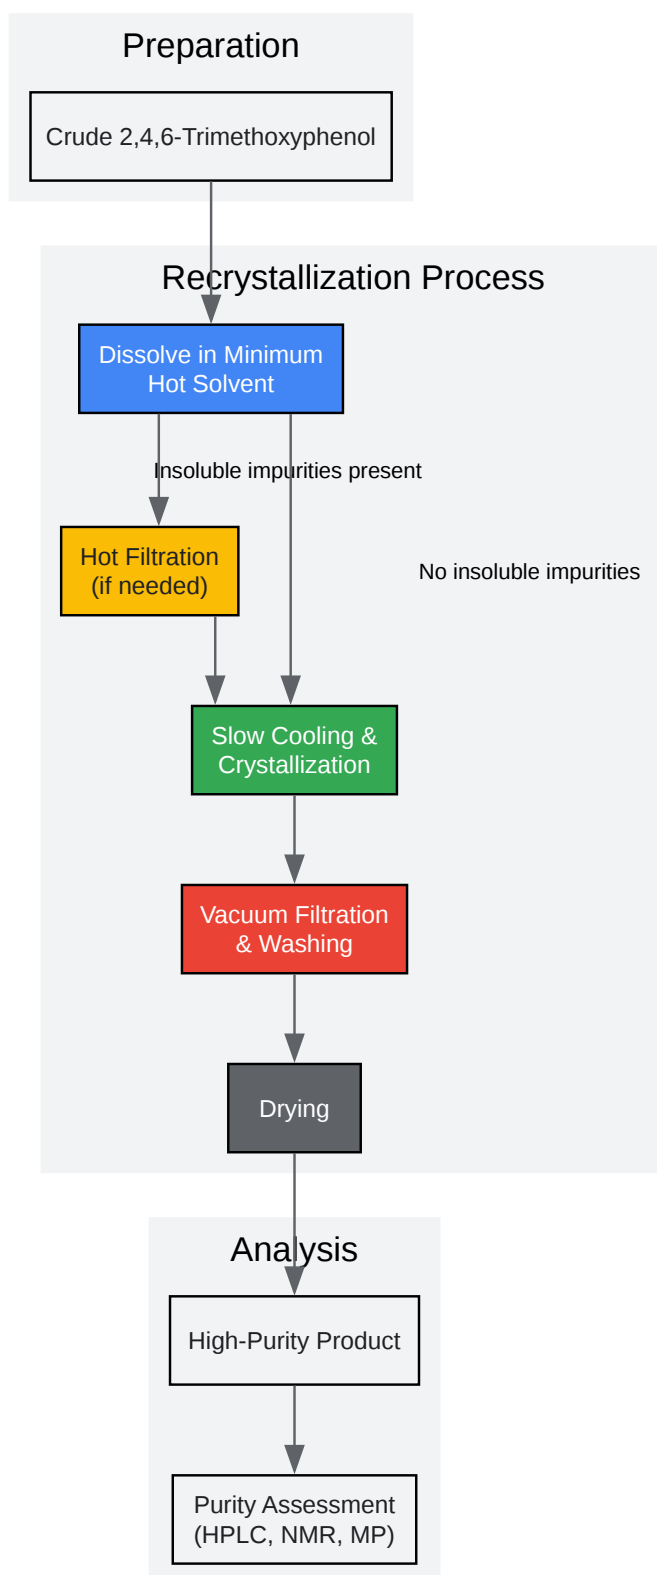 Preparation
Crude 2,4,6-Trimethoxyphenol
Recrystallization Process
Dissolve in Minimum
Hot Solvent
Insoluble impurities present
Hot Filtration
(if needed)
No insoluble impurities
Slow Cooling &
Crystallization
Vacuum Filtration
& Washing
Drying
Analysis
High-Purity Product
Purity Assessment
(HPLC, NMR, MP)